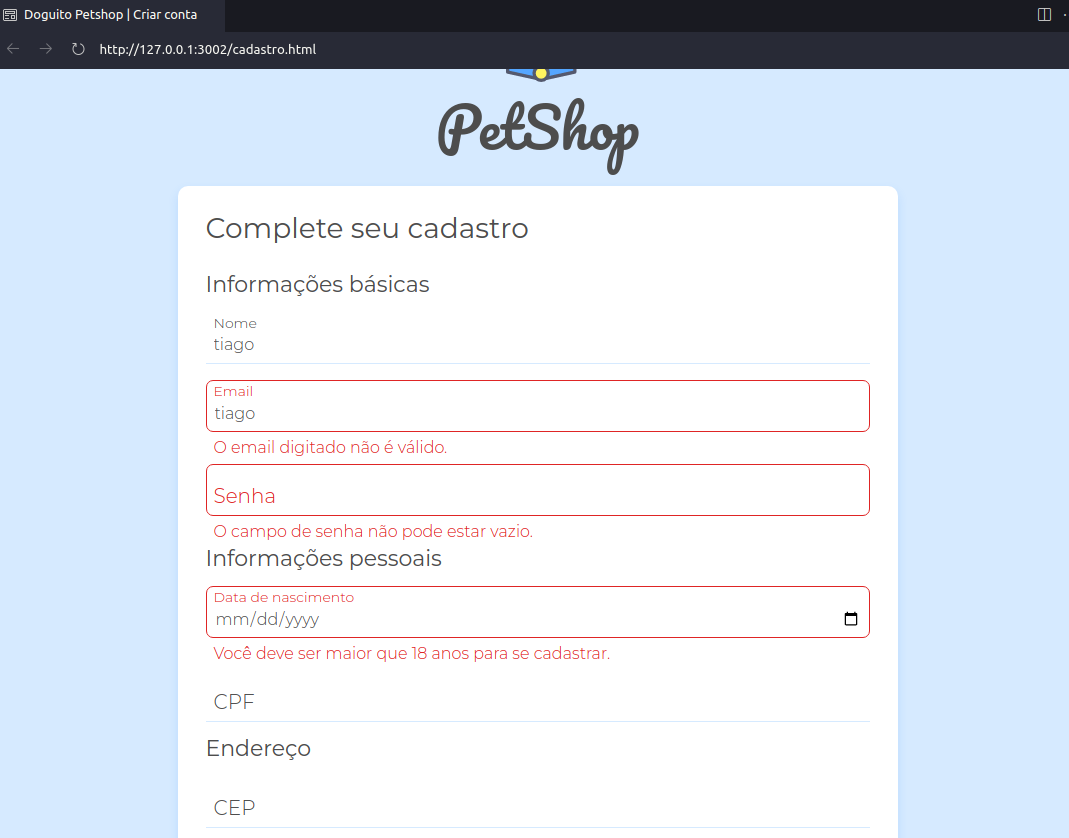 Doguito Petshop | Criar conta
http://127.0.0.1:3002/cadastro.html
PetShop
Complete seu cadastro
Informações básicas
Nome
tiago
Email
tiago
O email digitado não é válido.
Senha
O campo de senha não pode estar vazio.
Informações pessoais
Data de nascimento
mm/dd/yyyy
Você deve ser maior que 18 anos para se cadastrar.
CPF
Endereço
CEP